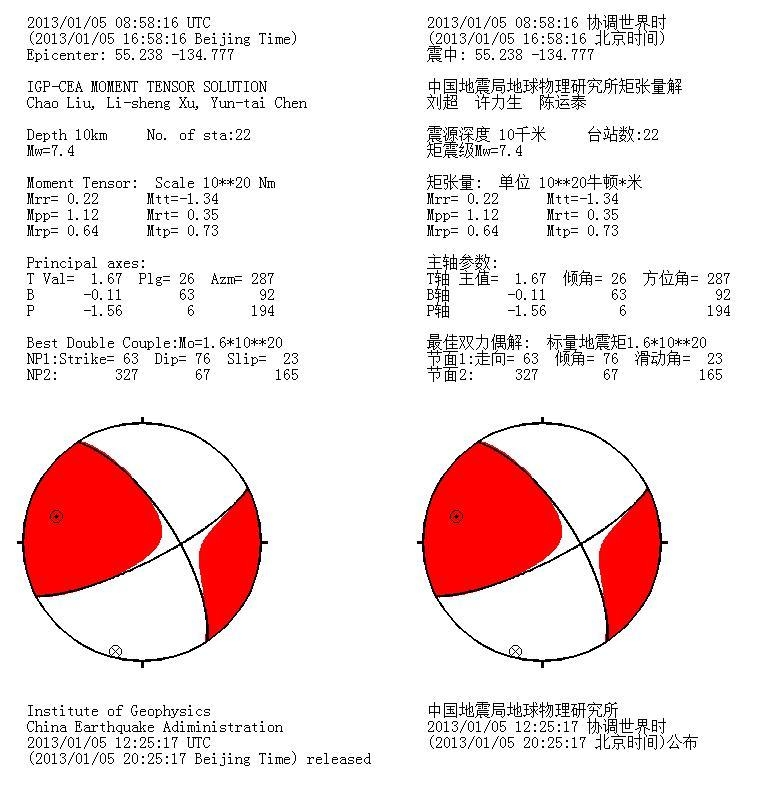 2013/01/05 08:58:16 UTC
(2013/01/05 16:58:16 Beijing Time)
Epicenter: 55.238 -134.777
IGP-CEA MOMENT TENSOR SOLUTION
Chao Liu, Li-sheng Xu, Yun-tai Chen
Depth 10km No. of sta:22
Mw=7.4
Moment Tensor: Scale 10**20 Nm
Mrr= 0.22 Mtt=-1.34
Mpp= 1.12 Mrt= 0.35
Mrp= 0.64 Mtp= 0.73
Principal axes:
T Val= 1.67 Plg= 26 Azm= 287
B -0.11 63 92
P -1.56 6 194
Best Double Couple:Mo=1.6*10**20
NP1:Strike= 63 Dip= 76 Slip= 23
NP2: 327 67 165
Institute of Geophysics
China Earthquake Adiministration
2013/01/05 12:25:17 UTC
(2013/01/05 20:25:17 Beijing Time) released
2013/01/05 08:58:16 协调世界时
(2013/01/05 16:58:16 北京时间)
震中: 55.238 -134.777
中国地震局地球物理研究所矩张量解
刘超 许力生 陈运泰
震源深度 10千米 台站数:22
矩震级Mw=7.4
矩张量: 单位 10**20牛顿*米
Mrr= 0.22 Mtt=-1.34
Mpp= 1.12 Mrt= 0.35
Mrp= 0.64 Mtp= 0.73
主轴参数:
T轴 王值= 1.67 倾角= 26 方位角= 287
B轴 -0.11 63 92
P轴 -1.56 6 194
最佳双力偶解: 标量地震矩1.6*10**20
节面1:走向= 63 倾角= 76 滑动角= 23
节面2: 327 67 165
中国地震局地球物理研究所
2013/01/05 12:25:17 协调世界时
(2013/01/05 20:25:17 北京时间)公布